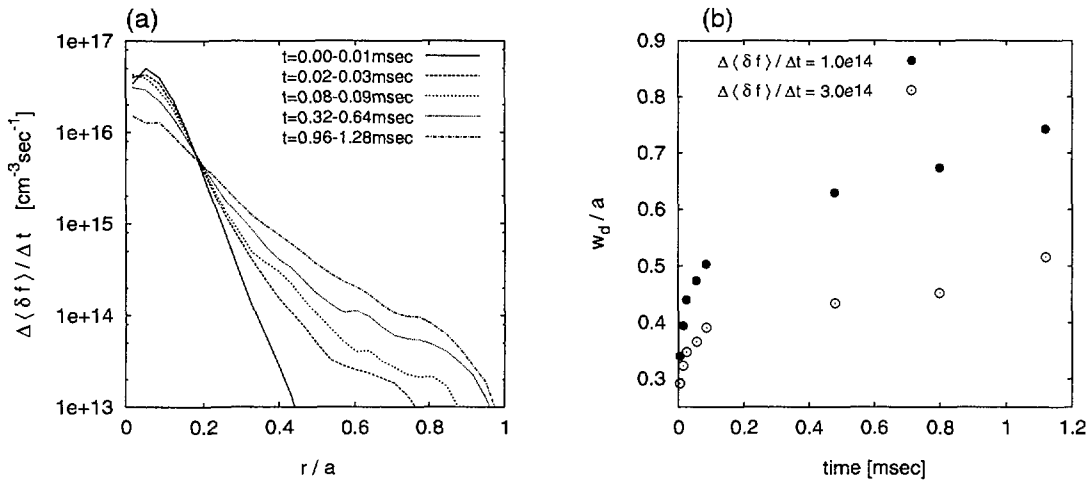 (a)
1e+17
1e+16
1e+15
1e+14
1e+13
Δ⟨δf⟩/Δt [cm⁻³sec⁻¹]
t=0.00-0.01msec
t=0.02-0.03msec
t=0.08-0.09msec
t=0.32-0.64msec
t=0.96-1.28msec
0 0.2 0.4 0.6 0.8 1
r / a
(b)
0.9
0.8
0.7
0.6
0.5
0.4
0.3
w_d / a
Δ⟨δf⟩/Δt = 1.0e14
Δ⟨δf⟩/Δt = 3.0e14
0 0.2 0.4 0.6 0.8 1 1.2
time [msec]